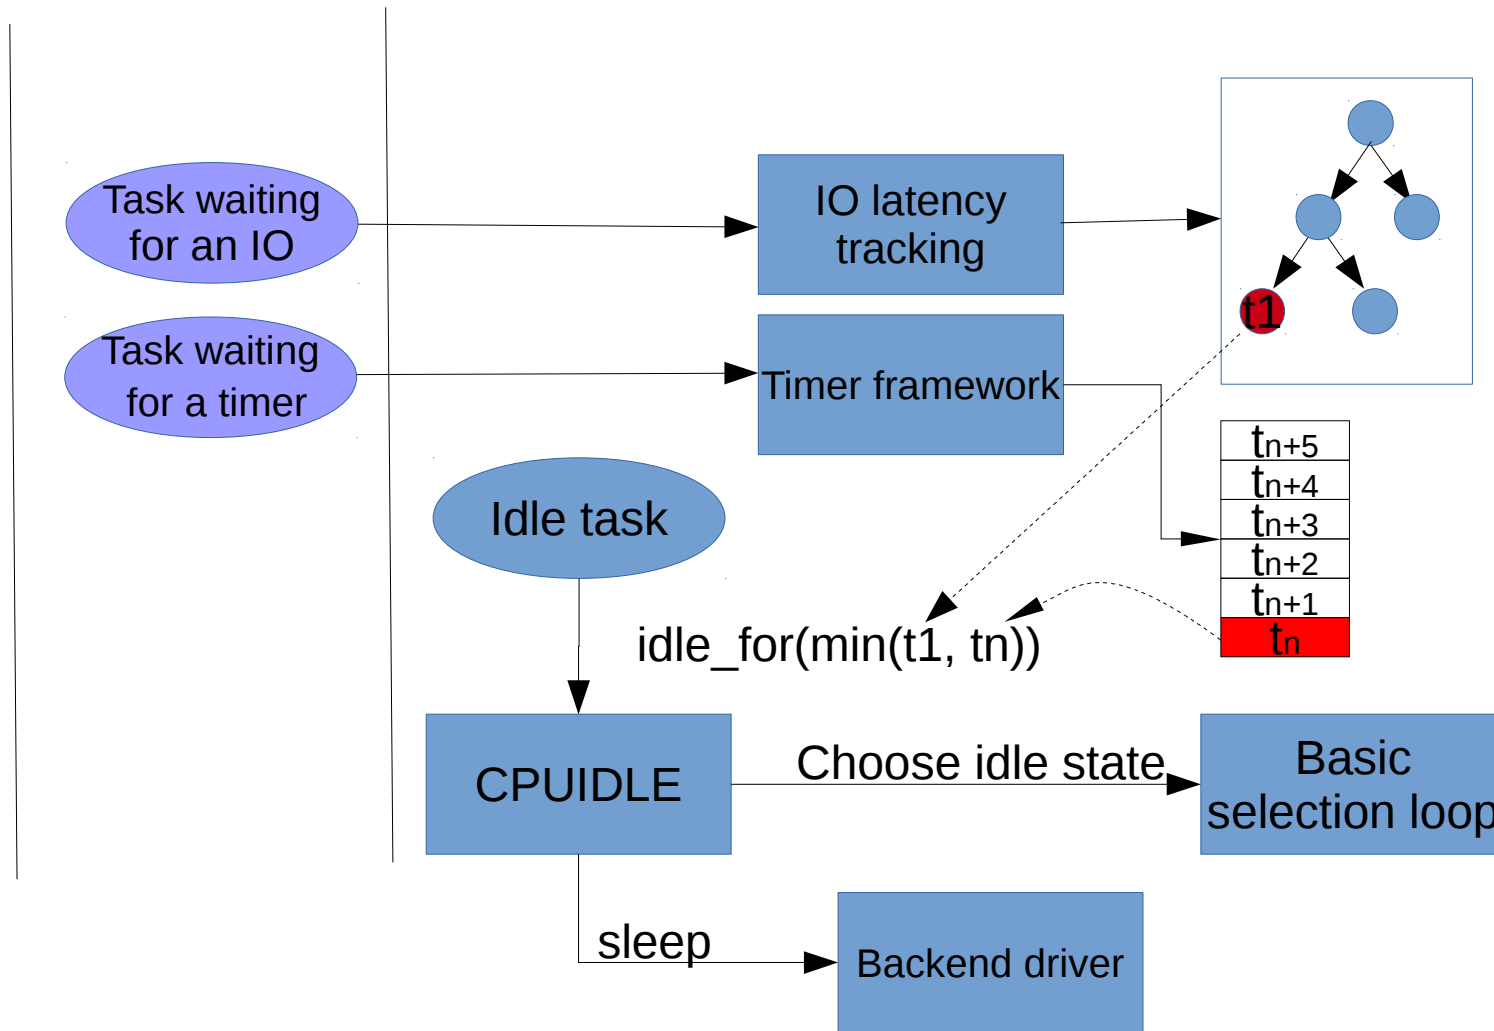 Task waiting
for an IO
IO latency
tracking
t1
Task waiting
for a timer
Timer framework
tn+5
tn+4
tn+3
tn+2
tn+1
tn
Idle task
idle_for(min(t1, tn))
CPUIDLE
Choose idle state
Basic
selection loop
sleep
Backend driver